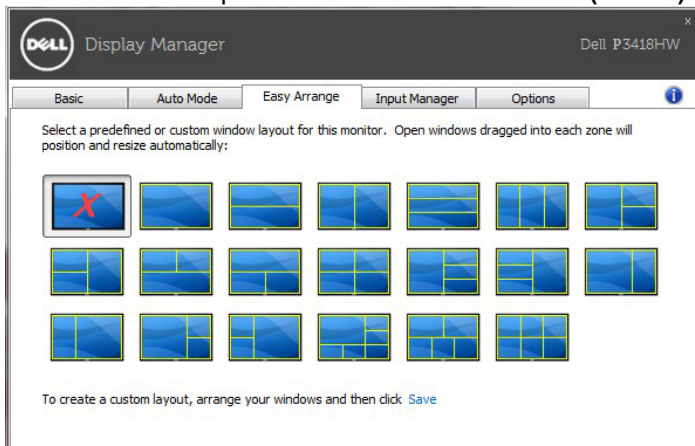 DELL Display Manager Dell P3418HW x
Basic Auto Mode Easy Arrange Input Manager Options i
Select a predefined or custom window layout for this monitor. Open windows dragged into each zone will
position and resize automatically:
X
To create a custom layout, arrange your windows and then click Save